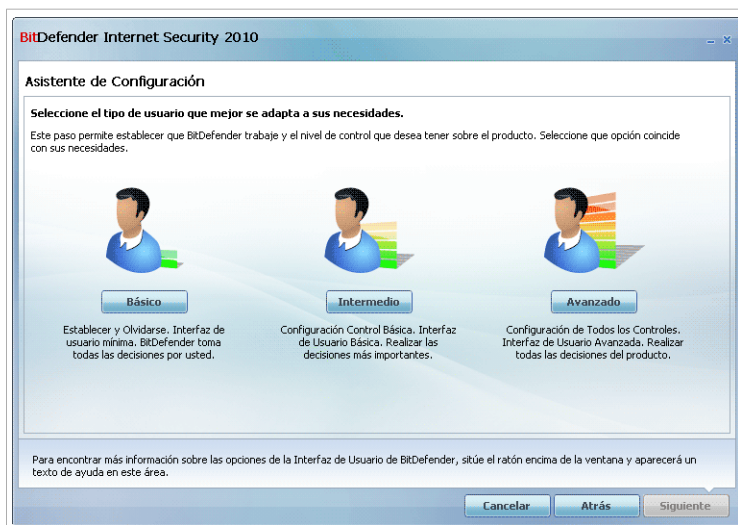 BitDefender Internet Security 2010
Asistente de Configuración
Seleccione el tipo de usuario que mejor se adapta a sus necesidades.
Este paso permite establecer que BitDefender trabaje y el nivel de control que desea tener sobre el producto. Seleccione que opción coincide
con sus necesidades.
Básico
Establecer y Olvidarse. Interfaz de
usuario mínima. BitDefender toma
todas las decisiones por usted.
Intermedio
Configuración Control Básica. Interfaz
de Usuario Básica. Realizar las
decisiones más importantes.
Avanzado
Configuración de Todos los Controles.
Interfaz de Usuario Avanzada. Realizar
todas las decisiones del producto.
Para encontrar más información sobre las opciones de la Interfaz de Usuario de BitDefender, sitúe el ratón encima de la ventana y aparecerá un
texto de ayuda en este área.
Cancelar
Atrás
Siguiente